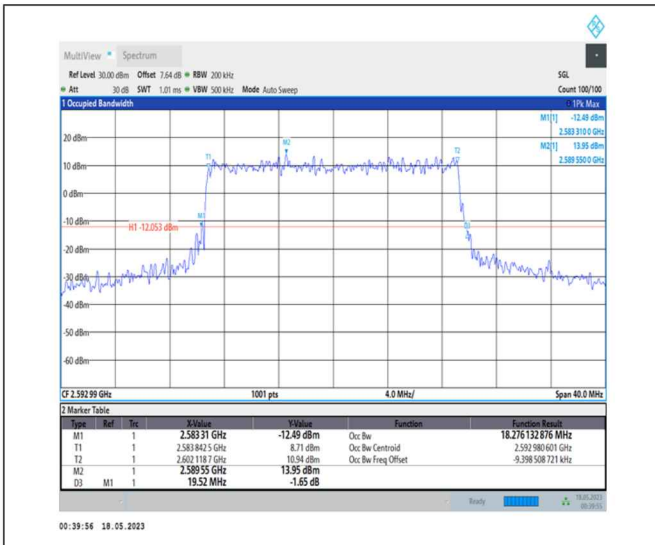 MultiView Spectrum
Ref Level 30.00 dBm Offset 7.64 dB RBW 200 kHz SGL
Att 30 dB SWT 1.01 ms VBW 500 kHz Mode Auto Sweep Count 100/100
1 Occupied Bandwidth 1Pk Max
M1[1] -12.49 dBm
2.583 310 0 GHz
M2[1] 13.95 dBm
2.589 550 0 GHz
20 dBm
M2
T1
T2
10 dBm
0 dBm
-10 dBm
M1
H1 -12.053 dBm
D3
-20 dBm
-30 dBm
-40 dBm
-50 dBm
-60 dBm
CF 2.592 99 GHz 1001 pts 4.0 MHz/ Span 40.0 MHz
2 Marker Table
Type Ref Trc X-Value Y-Value Function Function Result
M1 1 2.583 31 GHz -12.49 dBm Occ Bw 18.276 132 876 MHz
T1 1 2.583 842 5 GHz 8.71 dBm Occ Bw Centroid 2.592 980 601 GHz
T2 1 2.602 118 7 GHz 10.94 dBm Occ Bw Freq Offset -9.398 508 721 kHz
M2 1 2.589 55 GHz 13.95 dBm
D3 M1 1 19.52 MHz -1.65 dB
Ready 18.05.2023
00:39:55
00:39:56 18.05.2023